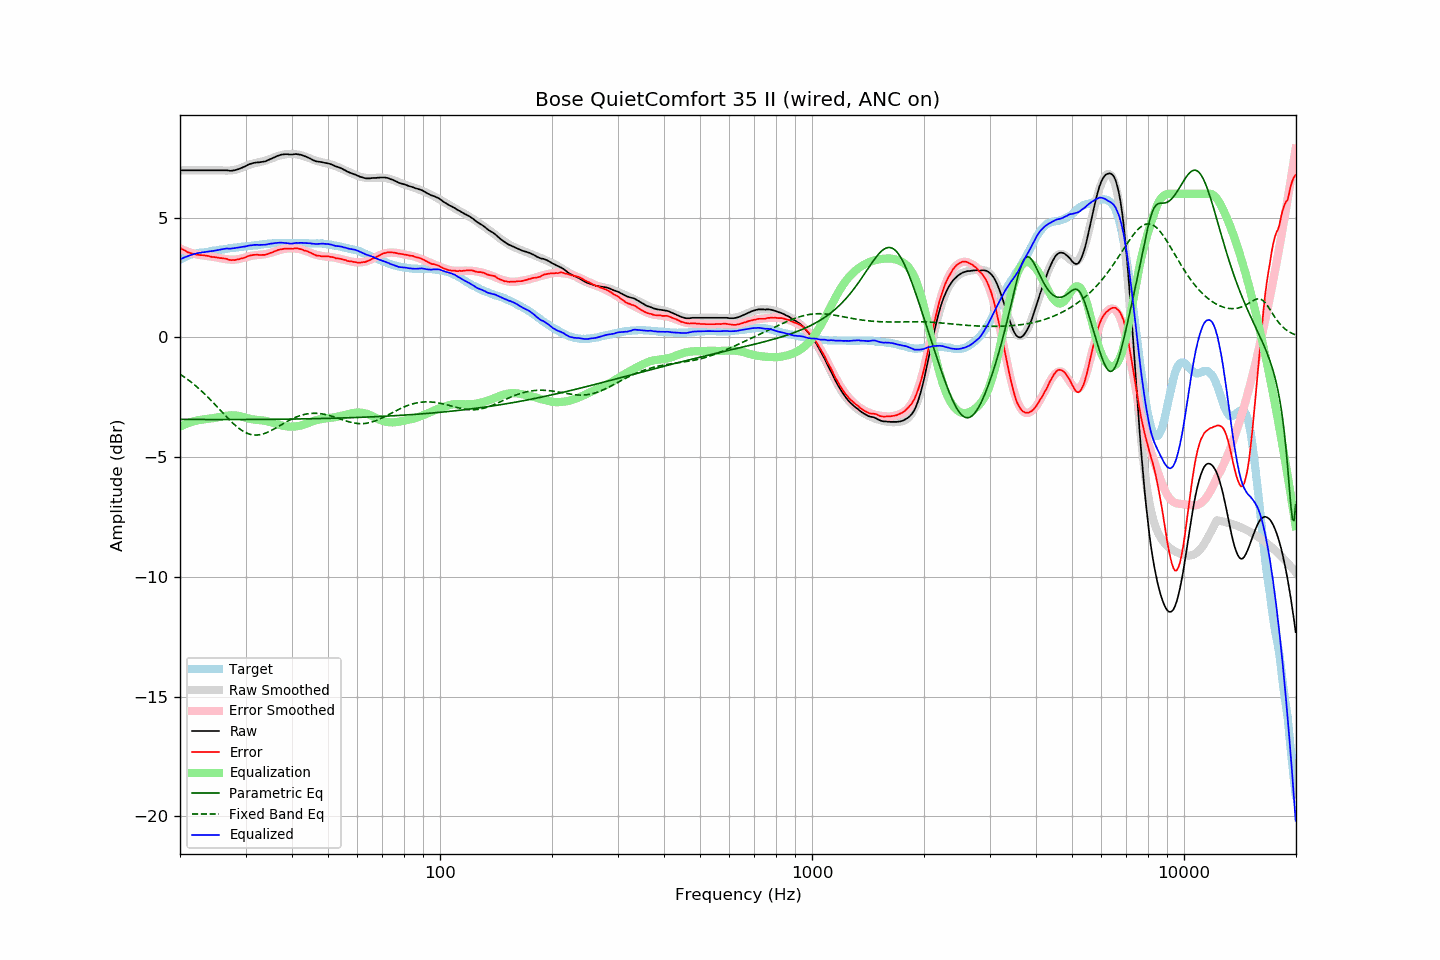 Bose QuietComfort 35 II (wired, ANC on)
Amplitude (dBr)
5
0
−5
−10
−15
−20
Target
Raw Smoothed
Error Smoothed
Raw
Error
Equalization
Parametric Eq
Fixed Band Eq
Equalized
100
1000
10000
Frequency (Hz)